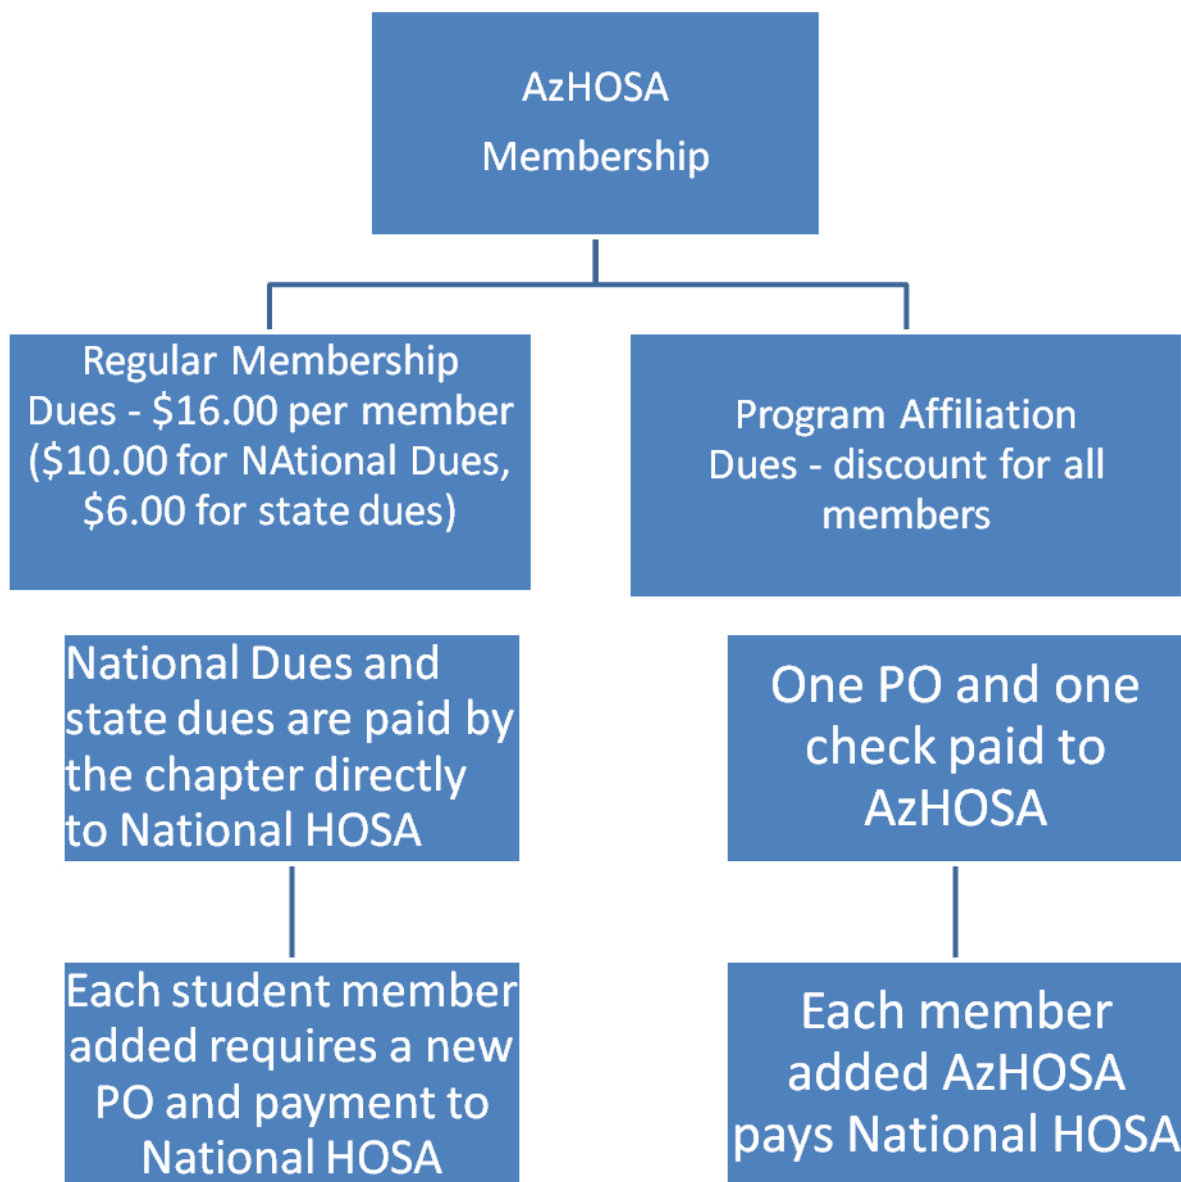 AzHOSA
Membership
Regular Membership
Dues - $16.00 per member
($10.00 for NAtional Dues,
$6.00 for state dues)
Program Affiliation
Dues - discount for all
members
National Dues and
state dues are paid by
the chapter directly
to National HOSA
One PO and one
check paid to
AzHOSA
Each student member
added requires a new
PO and payment to
National HOSA
Each member
added AzHOSA
pays National HOSA